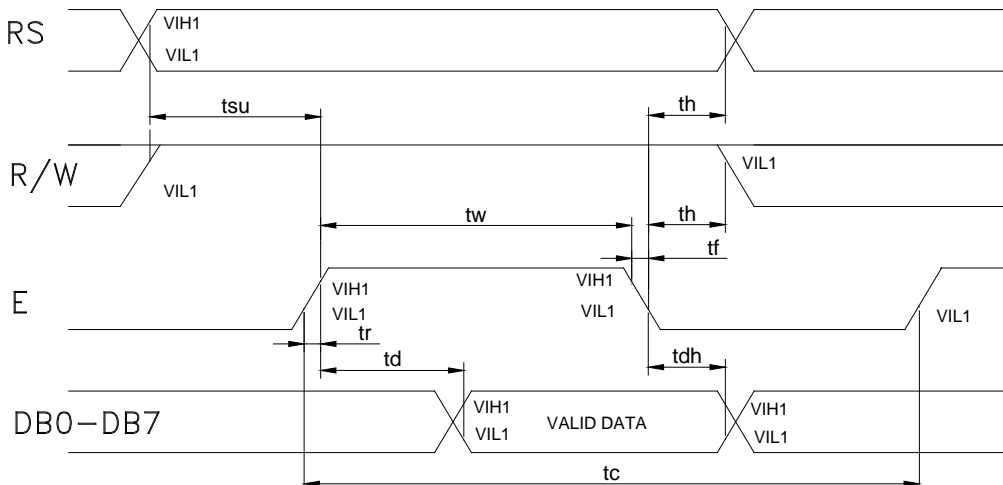 RS
VIH1
VIL1
tsu
th
R/W
VIL1
VIL1
tw
th
tf
E
VIH1
VIL1
VIH1
VIL1
VIL1
tr
td
tdh
DB0-DB7
VIH1
VIL1
VALID DATA
VIH1
VIL1
tc